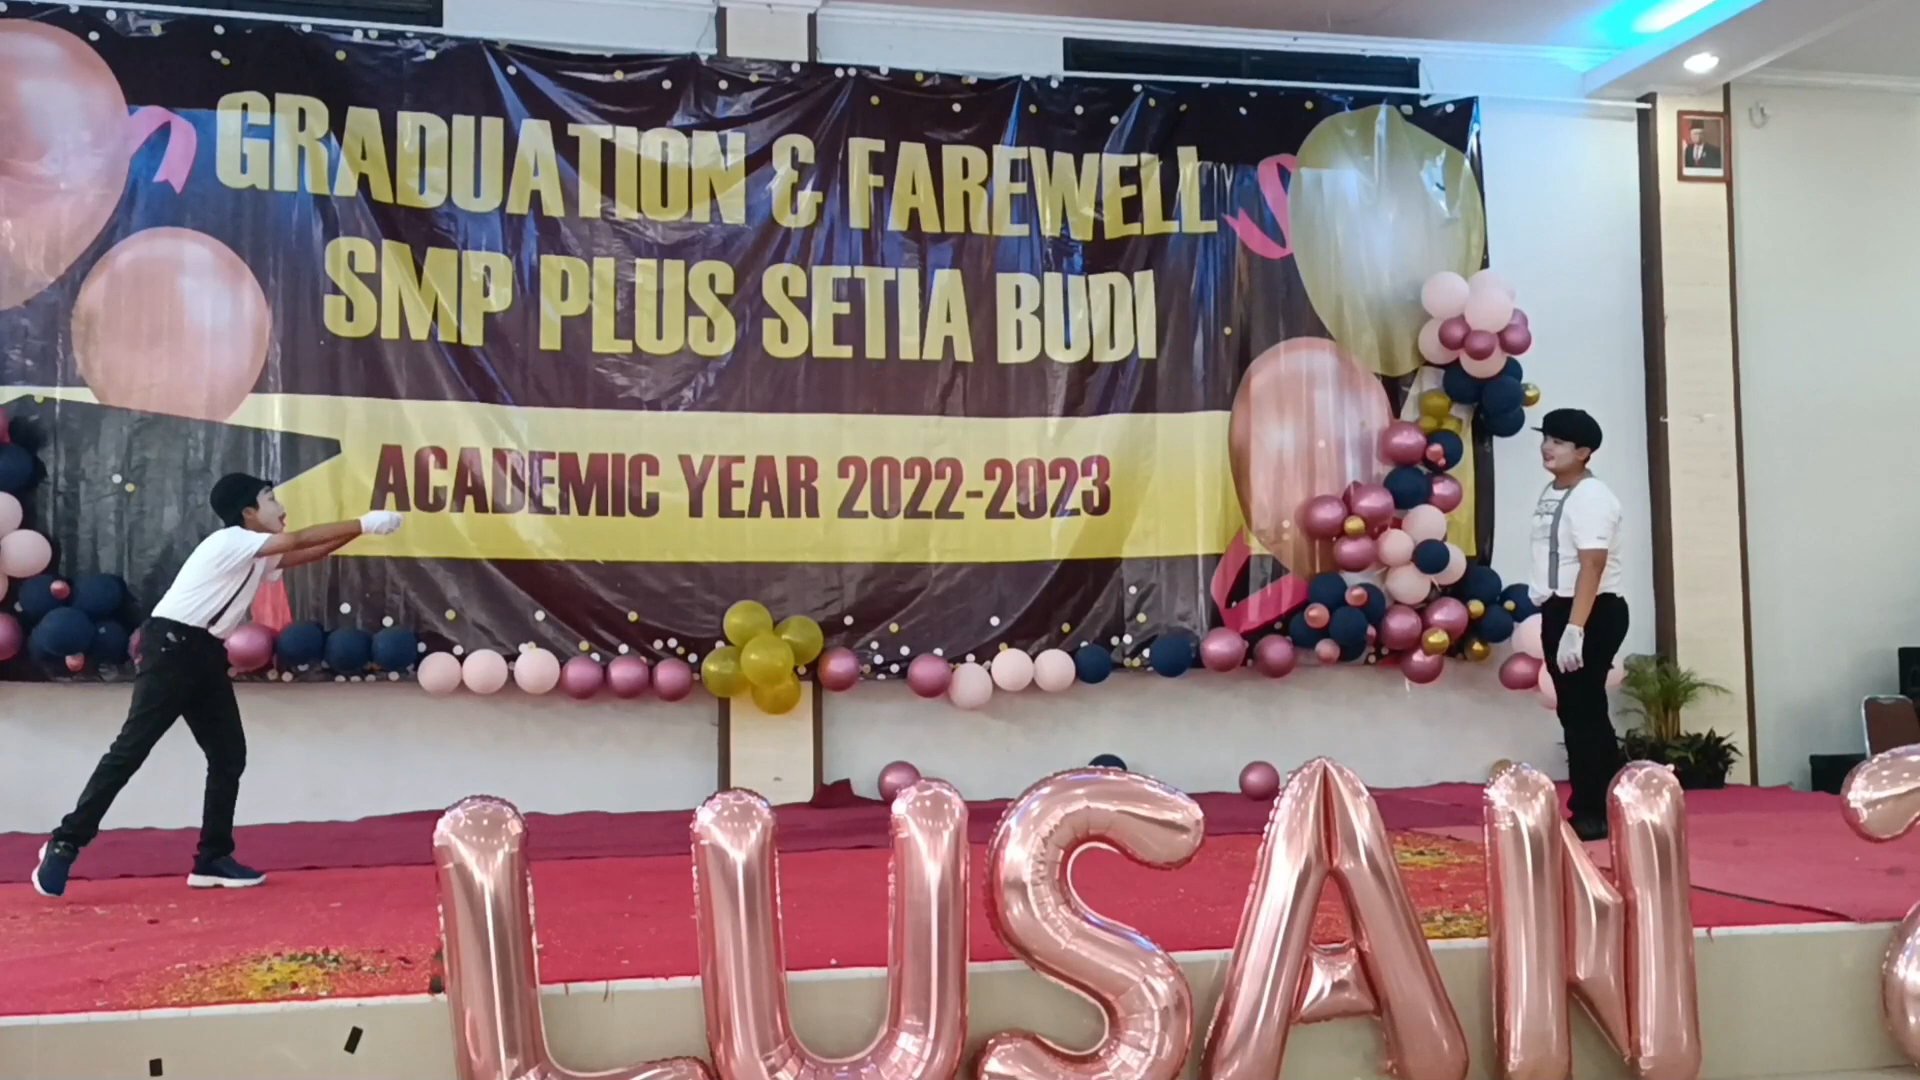 GRADUATION & FAREWELL
SMP PLUS SETIA BUDI
ACADEMIC YEAR 2022-2023
LUSAN